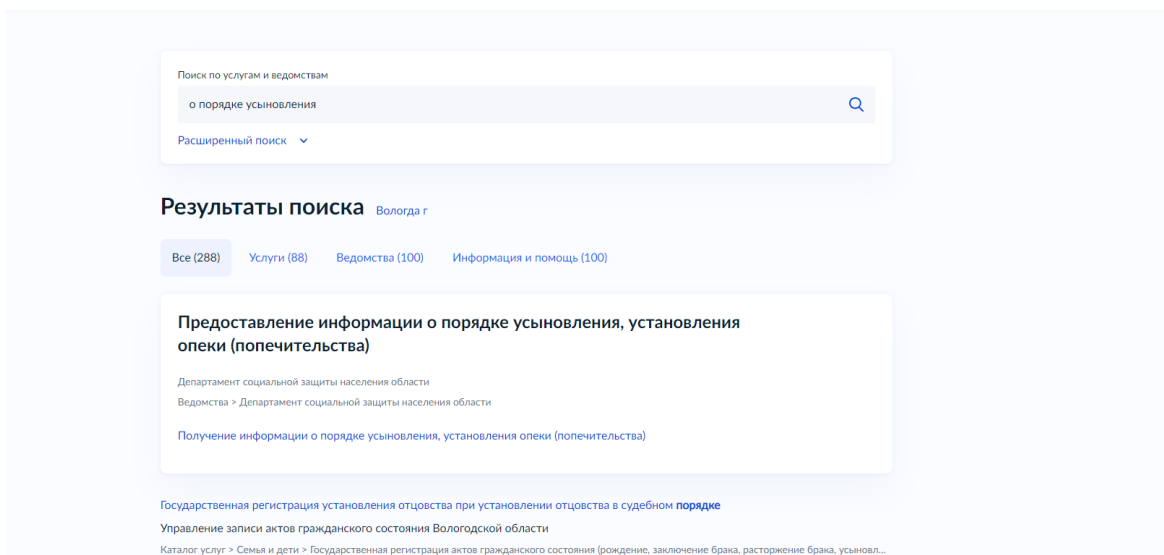 Поиск по услугам и ведомствам
о порядке усыновления
Расширенный поиск
Результаты поиска Вологда г
Все (288) Услуги (88) Ведомства (100) Информация и помощь (100)
Предоставление информации о порядке усыновления, установления
опеки (попечительства)
Департамент социальной защиты населения области
Ведомства > Департамент социальной защиты населения области
Получение информации о порядке усыновления, установления опеки (попечительства)
Государственная регистрация установления отцовства при установлении отцовства в судебном порядке
Управление записи актов гражданского состояния Вологодской области
Каталог услуг > Семья и дети > Государственная регистрация актов гражданского состояния (рождение, заключение брака, расторжение брака, усыновл...